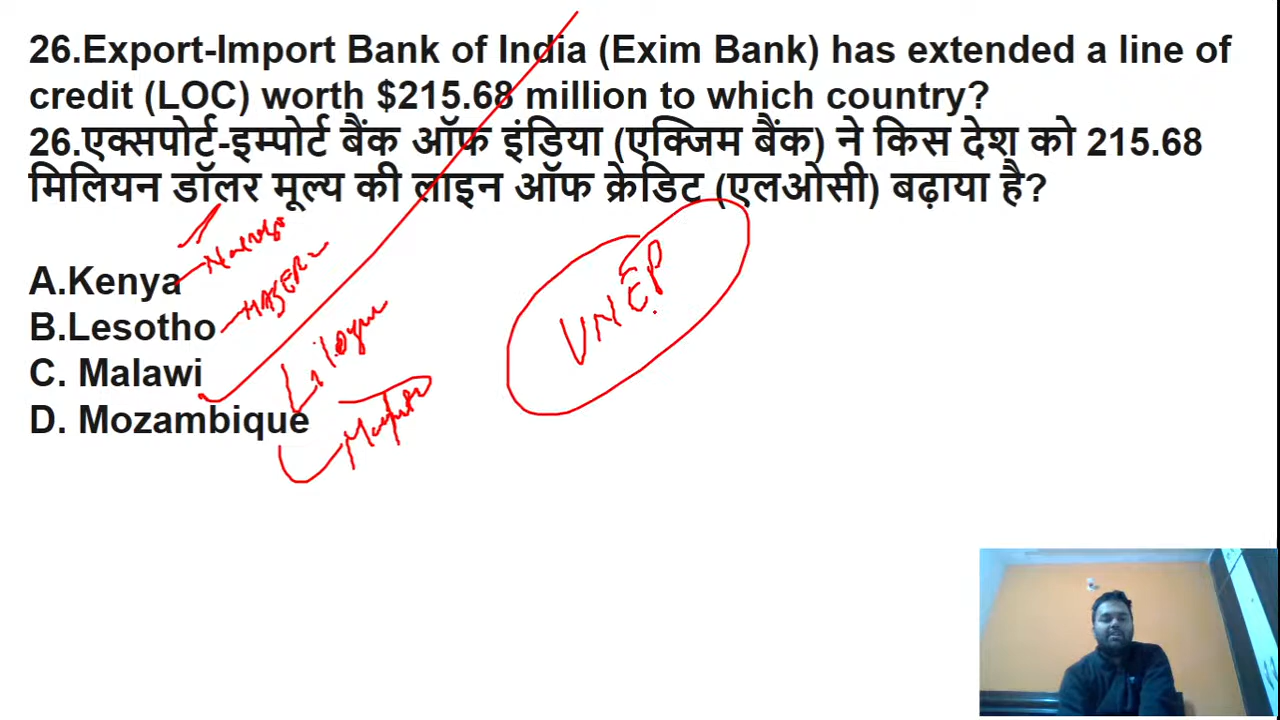 26.Export-Import Bank of India (Exim Bank) has extended a line of
credit (LOC) worth $215.68 million to which country?
26.एक्सपोर्ट-इम्पोर्ट बैंक ऑफ इंडिया (एक्जिम बैंक) ने किस देश को 215.68
मिलियन डॉलर मूल्य की लाइन ऑफ क्रेडिट (एलओसी) बढ़ाया है?
A.Kenya
B.Lesotho
MASERU
C. Malawi
D. Mozambique
UNEP